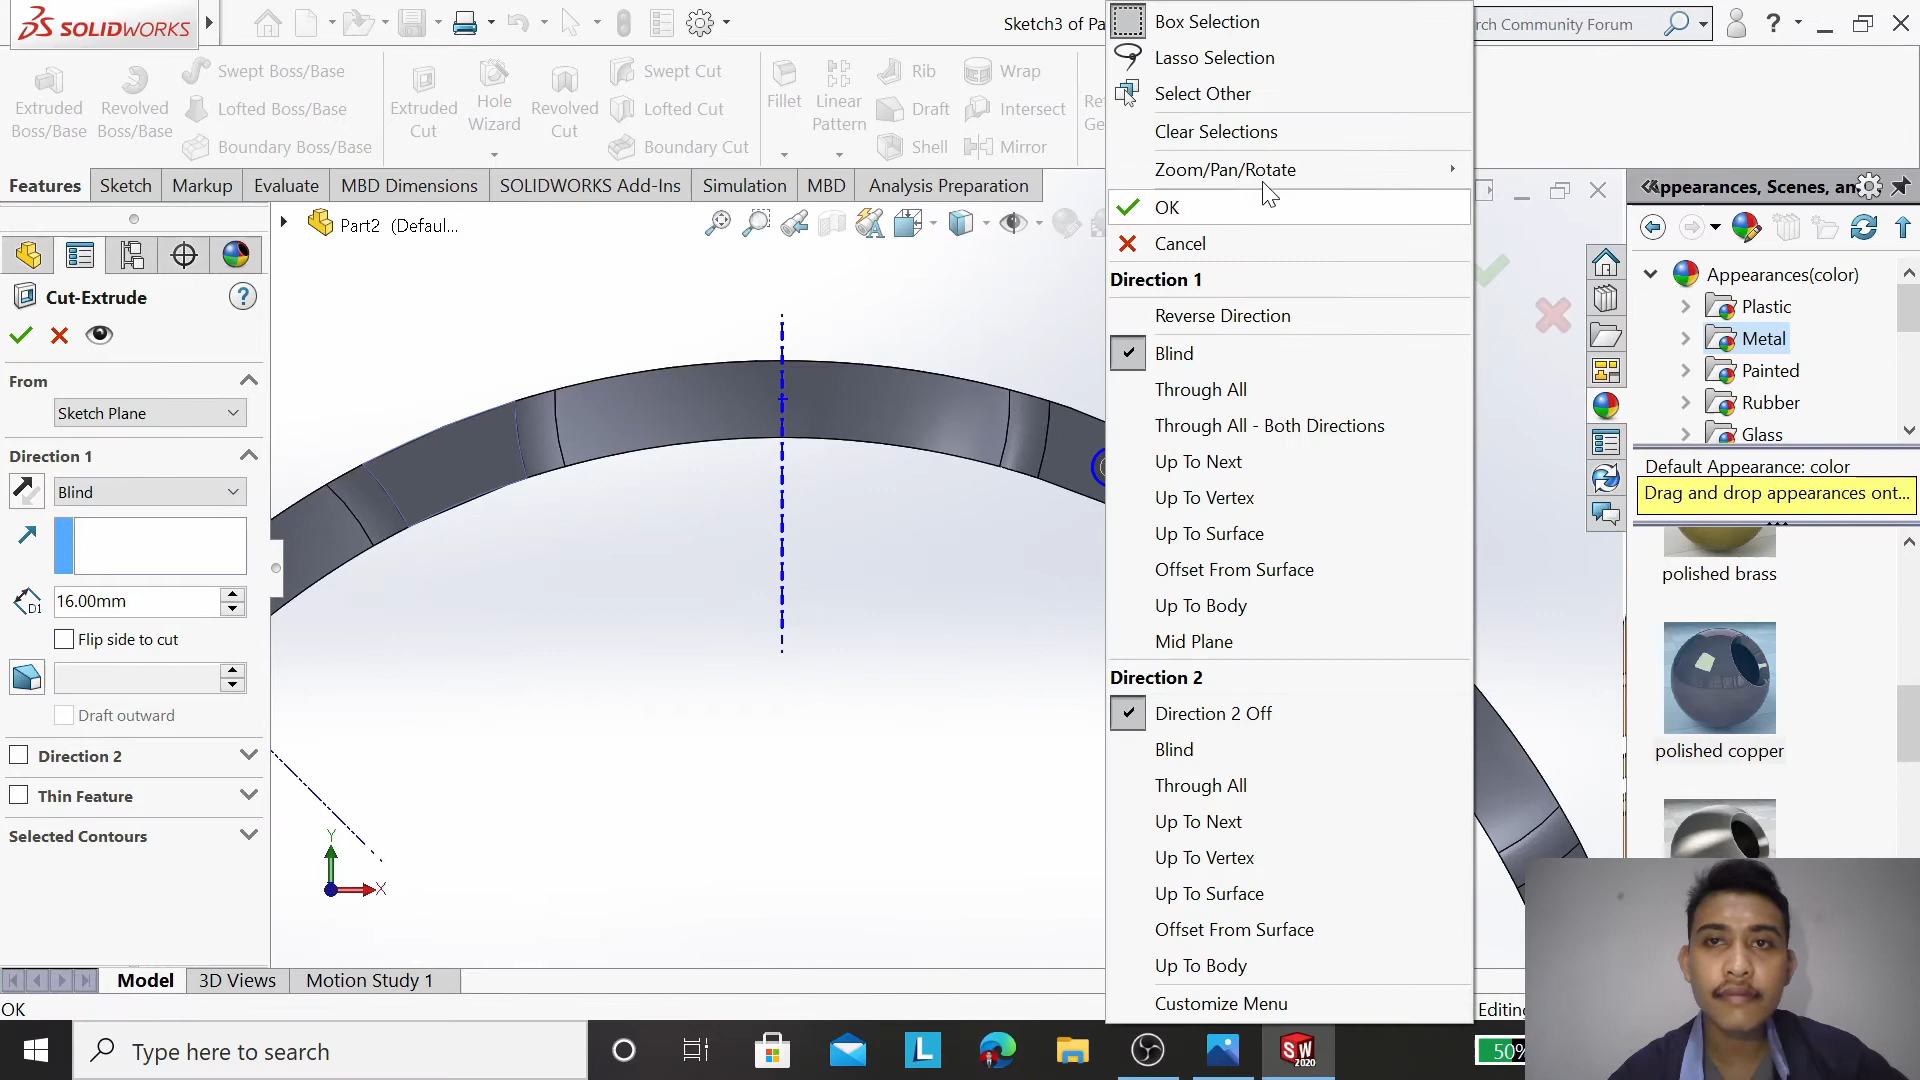 SOLIDWORKS
Sketch3 of Pa
rch Community Forum
Extruded Boss/Base
Revolved Boss/Base
Swept Boss/Base
Lofted Boss/Base
Boundary Boss/Base
Extruded Cut
Hole Wizard
Revolved Cut
Swept Cut
Lofted Cut
Boundary Cut
Fillet
Linear Pattern
Rib
Draft
Shell
Wrap
Intersect
Mirror
Re
Ge
Features
Sketch
Markup
Evaluate
MBD Dimensions
SOLIDWORKS Add-Ins
Simulation
MBD
Analysis Preparation
Part2 (Defaul...
Cut-Extrude
From
Sketch Plane
Direction 1
Blind
D1
16.00mm
Flip side to cut
Draft outward
Direction 2
Thin Feature
Selected Contours
Y
X
Box Selection
Lasso Selection
Select Other
Clear Selections
Zoom/Pan/Rotate
OK
Cancel
Direction 1
Reverse Direction
Blind
Through All
Through All - Both Directions
Up To Next
Up To Vertex
Up To Surface
Offset From Surface
Up To Body
Mid Plane
Direction 2
Direction 2 Off
Blind
Through All
Up To Next
Up To Vertex
Up To Surface
Offset From Surface
Up To Body
Customize Menu
Appearances, Scenes, an
Appearances(color)
Plastic
Metal
Painted
Rubber
Glass
Default Appearance: color
Drag and drop appearances ont...
polished brass
polished copper
Model
3D Views
Motion Study 1
OK
Editin
Type here to search
L
SW
2020
50%